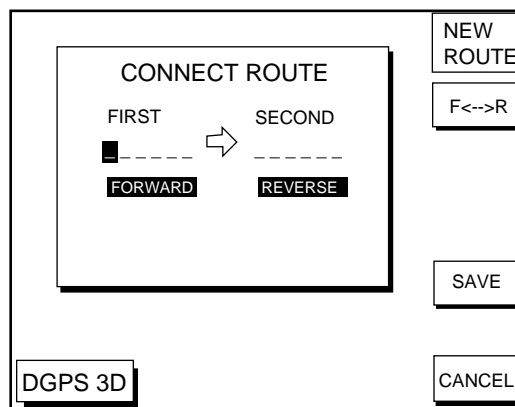 NEW
ROUTE
CONNECT ROUTE
FIRST SECOND
_ _ _ _ _ _ _ _ _ _ _ _
FORWARD REVERSE
F<-->R
SAVE
DGPS 3D
CANCEL